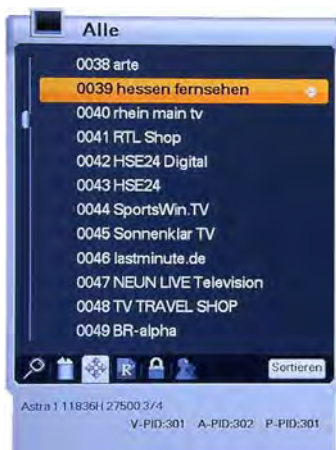 Alle
0038 arte
0039 hessen fernsehen
0040 rhein main tv
0041 RTL Shop
0042 HSE24 Digital
0043 HSE24
0044 SportsWin.TV
0045 Sonnenklar TV
0046 lastminute.de
0047 NEUN LIVE Television
0048 TV TRAVEL SHOP
0049 BR-alpha
R
Sortieren
Astra 1 11836H 27500 3/4
V-PID:301 A-PID:302 P-PID:301